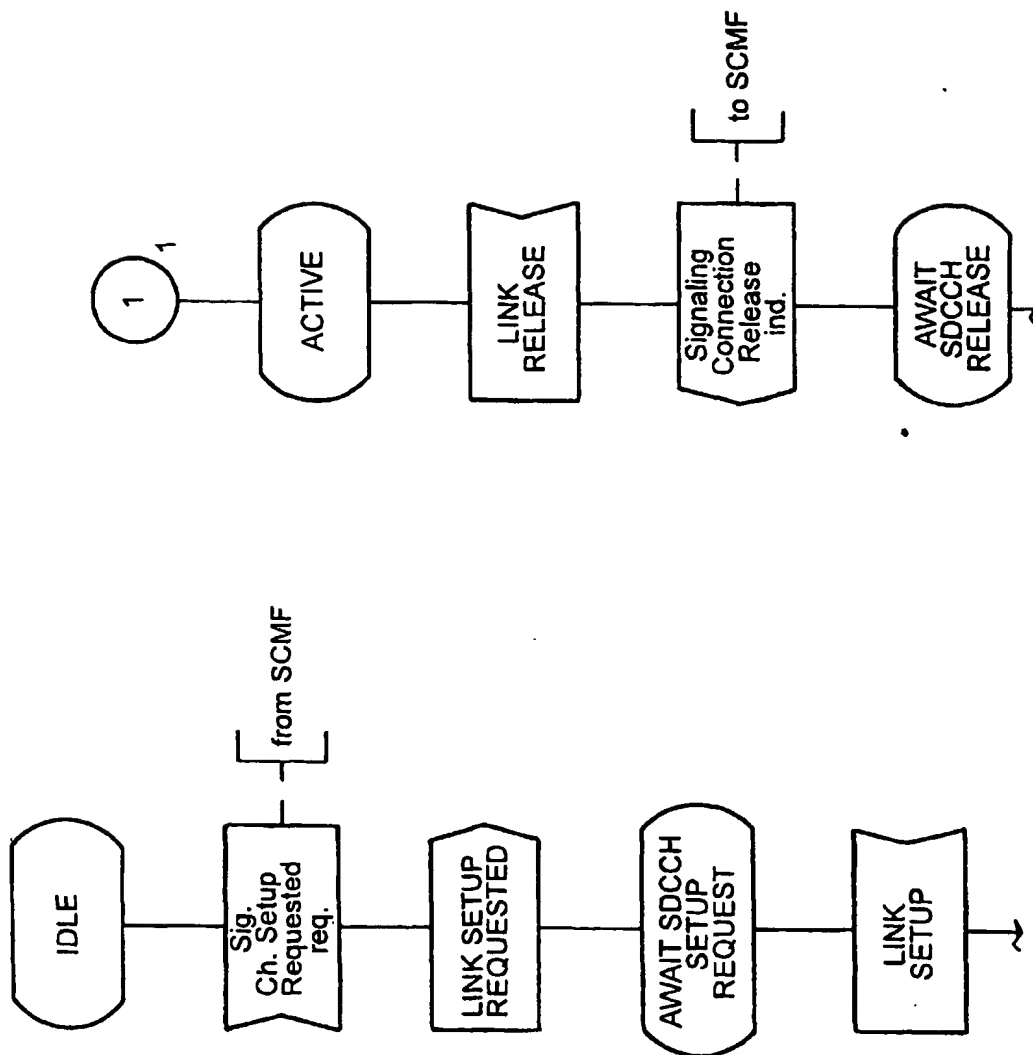 IDLE
Sig.
Ch. Setup
Requested
req.
from SCMF
LINK SETUP
REQUESTED
AWAIT SDCCH
SETUP
REQUEST
LINK
SETUP
1
1
ACTIVE
LINK
RELEASE
Signaling
Connection
Release
ind.
to SCMF
AWAIT
SDCCH
RELEASE